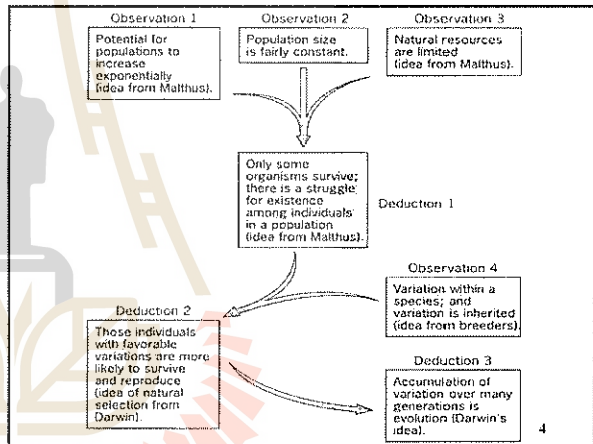 Observation 1
Potential for
populations to
increase
exponentially
(idea from Malthus).
Observation 2
Population size
is fairly constant.
Observation 3
Natural resources
are limited
(idea from Malthus).
Only some
organisms survive;
there is a struggle
for existence
among individuals
in a population
(idea from Malthus).
Deduction 1
Observation 4
Variation within a
species; and
variation is inherited
(idea from breeders).
Deduction 2
Those individuals
with favorable
variations are more
likely to survive
and reproduce
(idea of natural
selection from
Darwin).
Deduction 3
Accumulation of
variation over many
generations is
evolution (Darwin's
idea).
4